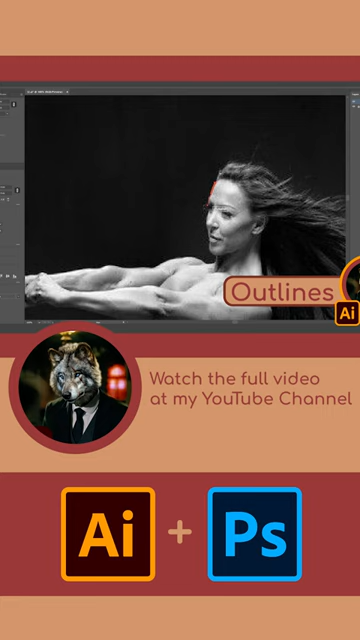 Outlines
Ai
Watch the full video
at my YouTube Channel
Ai + Ps